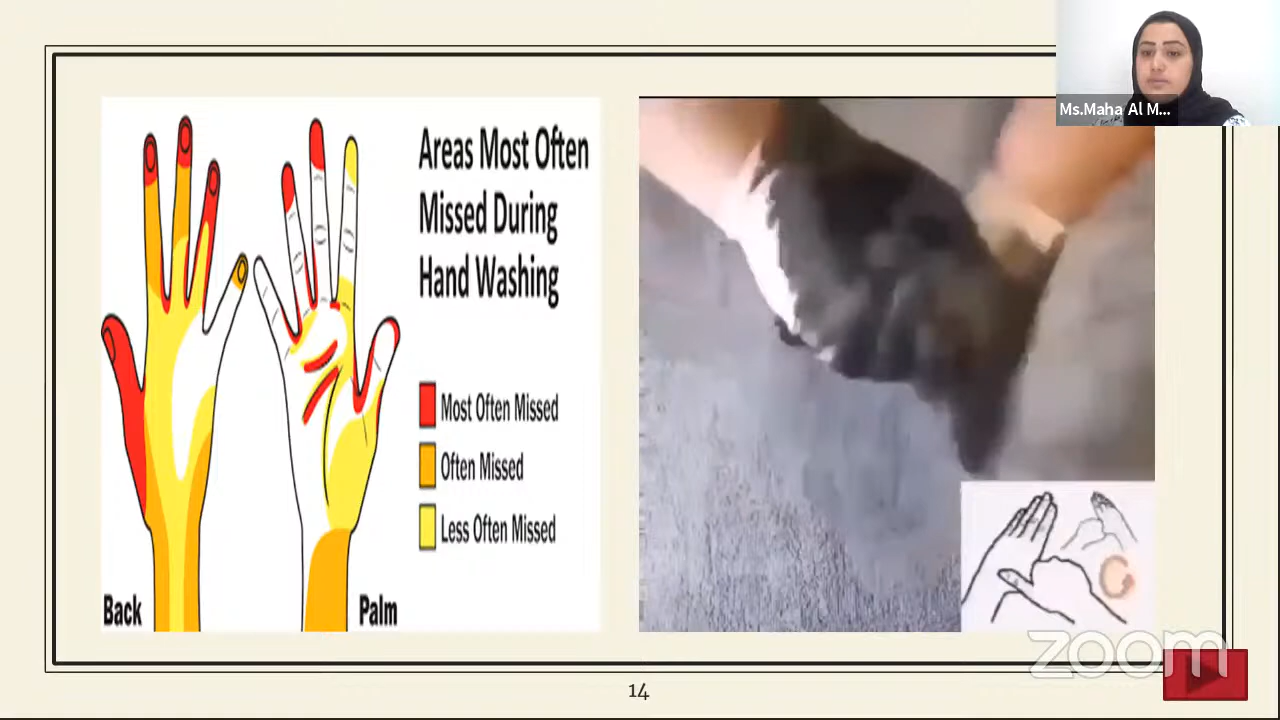 Areas Most Often
Missed During
Hand Washing
Most Often Missed
Often Missed
Less Often Missed
Back
Palm
Ms.Maha Al M...
zoom
14